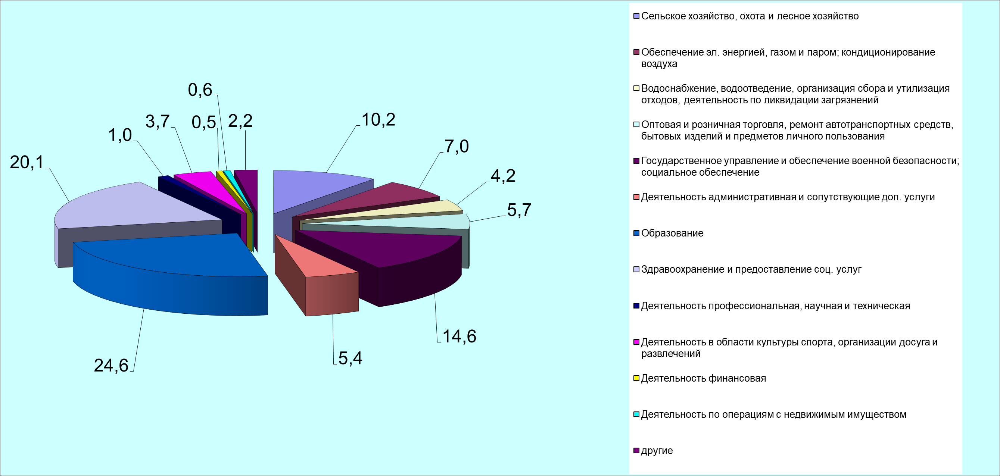 0,6
3,7
0,5
2,2
10,2
1,0
7,0
20,1
4,2
5,7
14,6
5,4
24,6
Сельское хозяйство, охота и лесное хозяйство
Обеспечение эл. энергией, газом и паром; кондиционирование
воздуха
Водоснабжение, водоотведение, организация сбора и утилизация
отходов, деятельность по ликвидации загрязнений
Оптовая и розничная торговля, ремонт автотранспортных средств,
бытовых изделий и предметов личного пользования
Государственное управление и обеспечение военной безопасности;
социальное обеспечение
Деятельность административная и сопутствующие доп. услуги
Образование
Здравоохранение и предоставление соц. услуг
Деятельность профессиональная, научная и техническая
Деятельность в области культуры спорта, организации досуга и
развлечений
Деятельность финансовая
Деятельность по операциям с недвижимым имуществом
другие